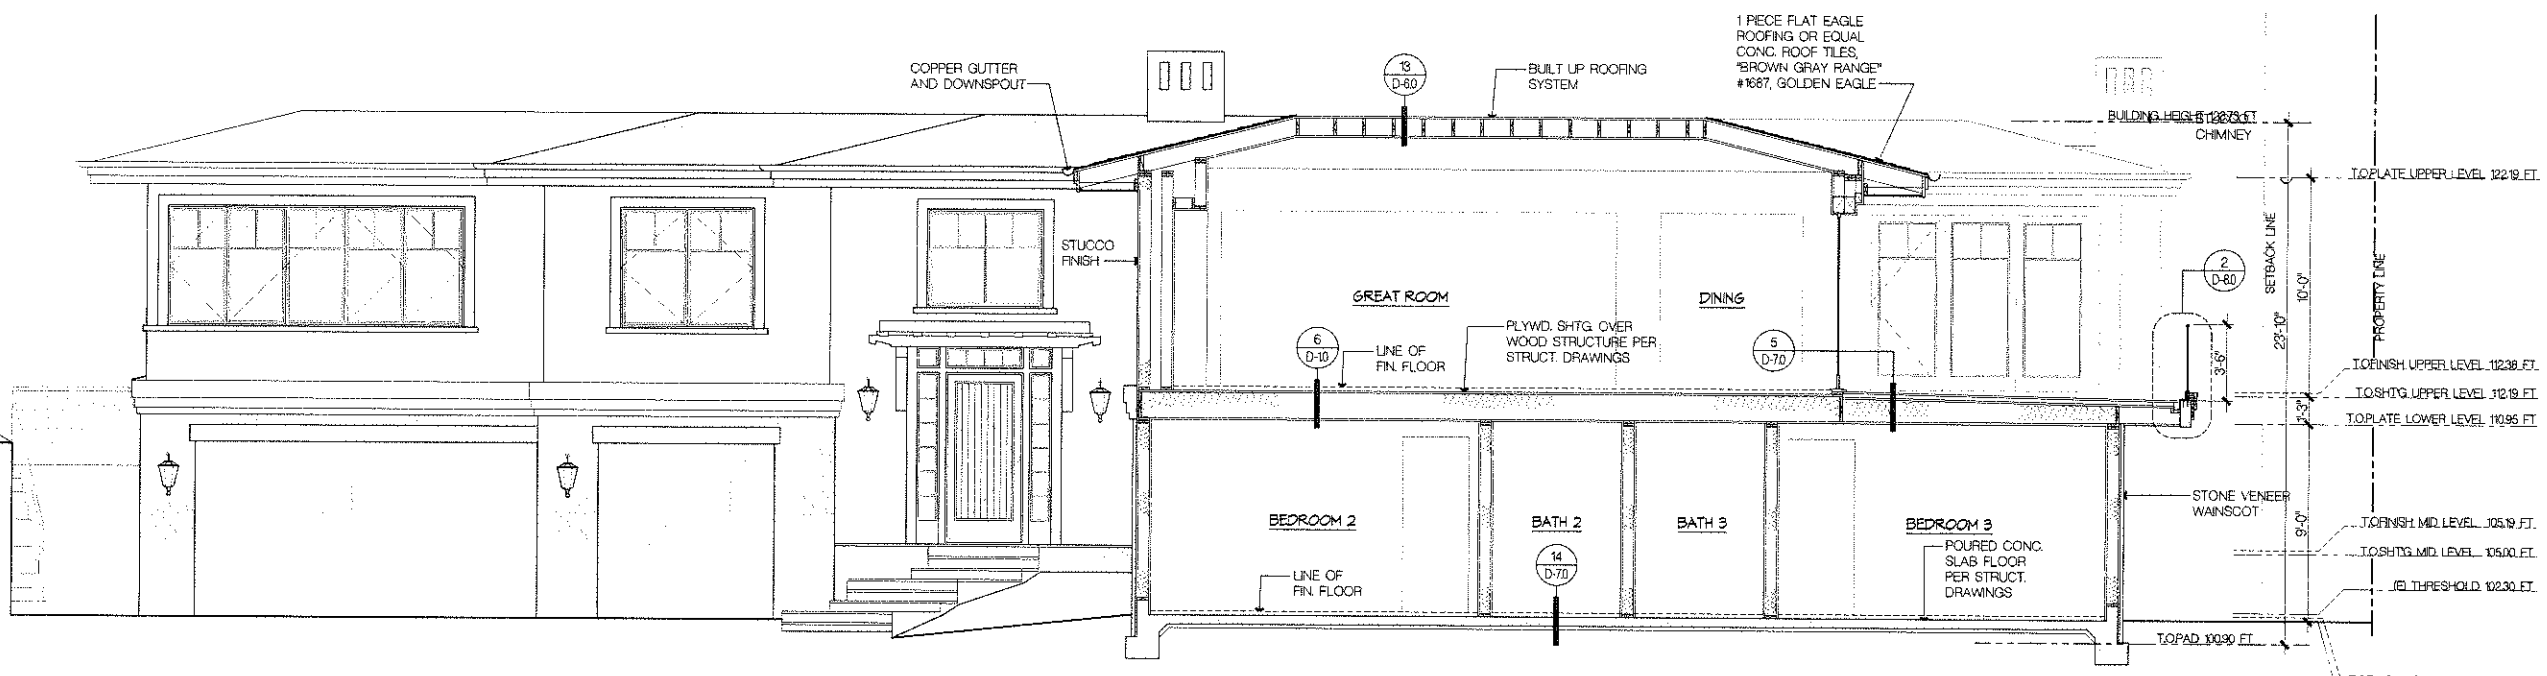 1 PIECE FLAT EAGLE
ROOFING OR EQUAL
CONC. ROOF TILES,
"BROWN GRAY RANGE"
#1687, GOLDEN EAGLE
COPPER GUTTER
AND DOWNSPOUT
13
D-6.0
BUILT UP ROOFING
SYSTEM
BUILDING HEIGHT
CHIMNEY
T.O.PLATE UPPER LEVEL 122.19 FT
STUCCO
FINISH
SETBACK LINE
PROPERTY LINE
10'-0"
23'-10"
2
D-8.0
GREAT ROOM
DINING
PLYWD. SHTG. OVER
WOOD STRUCTURE PER
STRUCT. DRAWINGS
6
D-1.0
LINE OF
FIN. FLOOR
5
D-7.0
3'-6"
T.O.FINISH UPPER LEVEL 112.38 FT
T.O.SHTG UPPER LEVEL 112.19 FT
1'-3"
T.O.PLATE LOWER LEVEL 110.95 FT
STONE VENEER
WAINSCOT
9'-0"
BEDROOM 2
BATH 2
BATH 3
BEDROOM 3
T.O.FINISH MID LEVEL 105.19 FT
T.O.SHTG MID LEVEL 105.00 FT
POURED CONC.
SLAB FLOOR
PER STRUCT.
DRAWINGS
14
D-7.0
LINE OF
FIN. FLOOR
(E) THRESHOLD 102.30 FT
T.O.PAD 100.90 FT